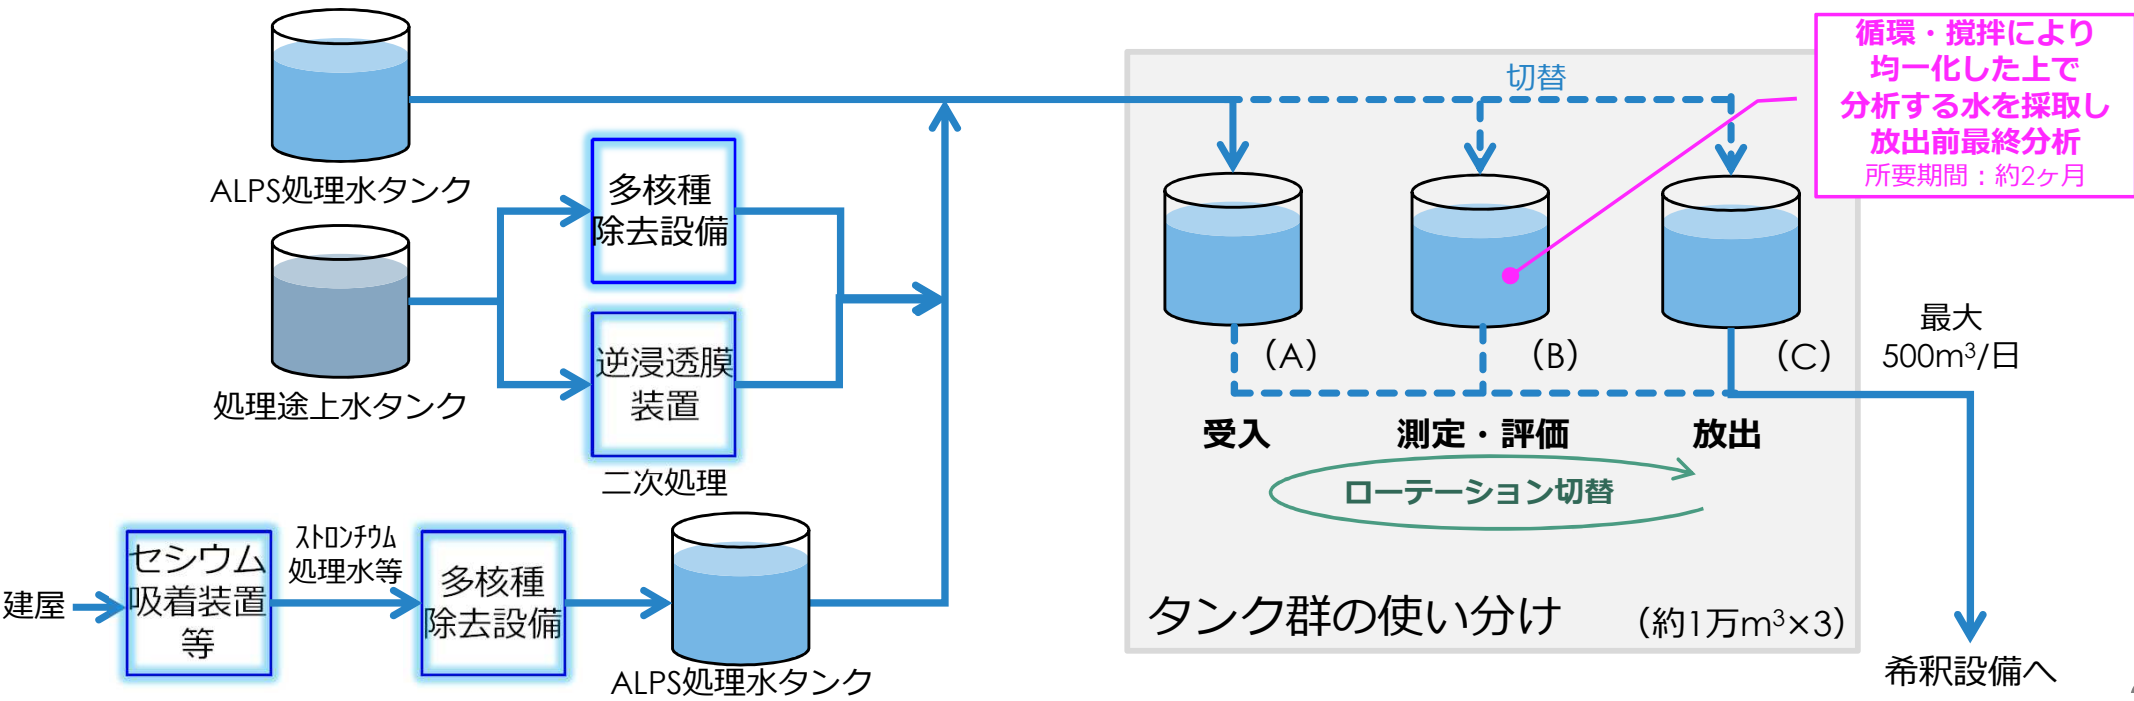 ALPS処理水タンク
処理途上水タンク
多核種
除去設備
逆浸透膜
装置
二次処理
建屋
セシウム
吸着装置
等
ストロンチウム
処理水等
多核種
除去設備
ALPS処理水タンク
切替
循環・撹拌により
均一化した上で
分析する水を採取し
放出前最終分析
所要期間：約2ヶ月
（A）
（B）
（C）
受入
測定・評価
放出
ローテーション切替
タンク群の使い分け
（約1万m³×3）
最大
500m³/日
希釈設備へ